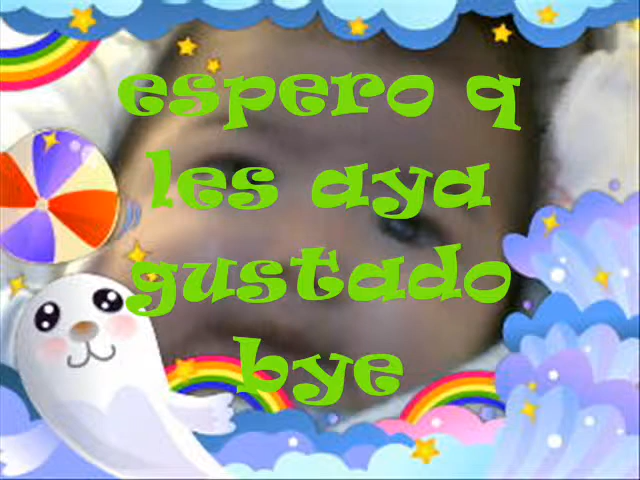 espero q
les aya
gustado
bye